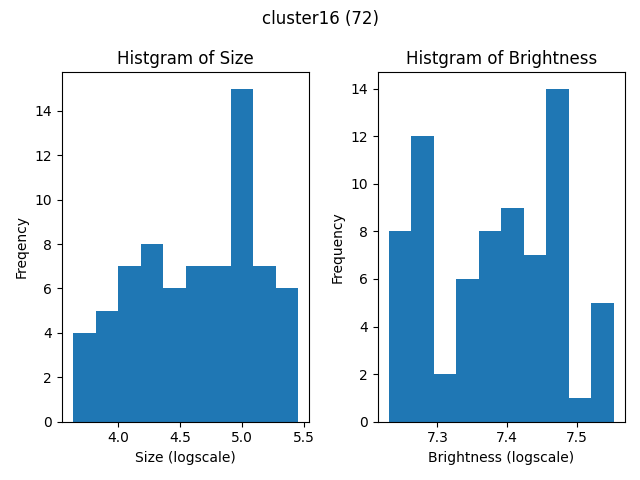 cluster16 (72)
Histgram of Size
Histgram of Brightness
Freqency
14
12
10
8
6
4
2
0
4.0 4.5 5.0 5.5
Size (logscale)
Frequency
14
12
10
8
6
4
2
0
7.3 7.4 7.5
Brightness (logscale)